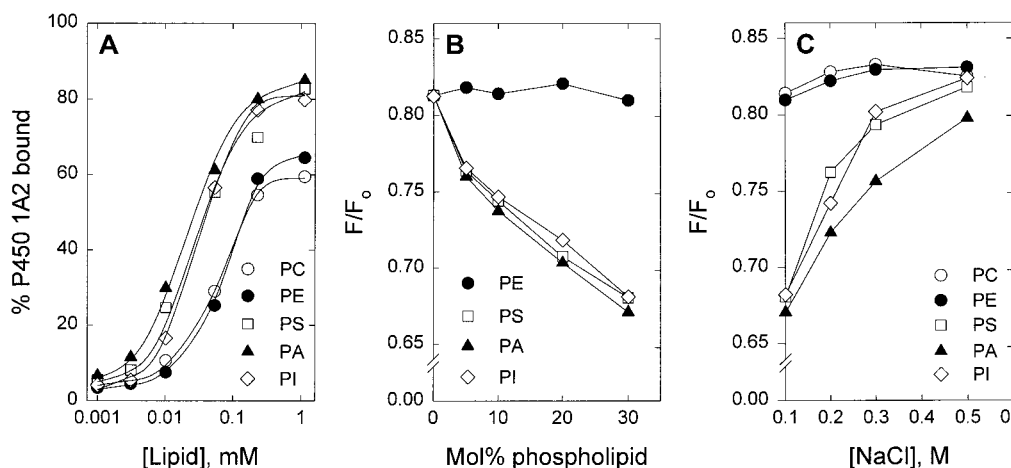 A
% P450 1A2 bound
100
80
60
40
20
0
0.001
0.01
0.1
1
[Lipid], mM
PC
PE
PS
PA
PI
B
F/Fo
0.85
0.80
0.75
0.70
0.65
0.00
0
10
20
30
Mol% phospholipid
PE
PS
PA
PI
C
F/Fo
0.85
0.80
0.75
0.70
0.65
0.00
0.1
0.2
0.3
0.4
0.5
[NaCl], M
PC
PE
PS
PA
PI